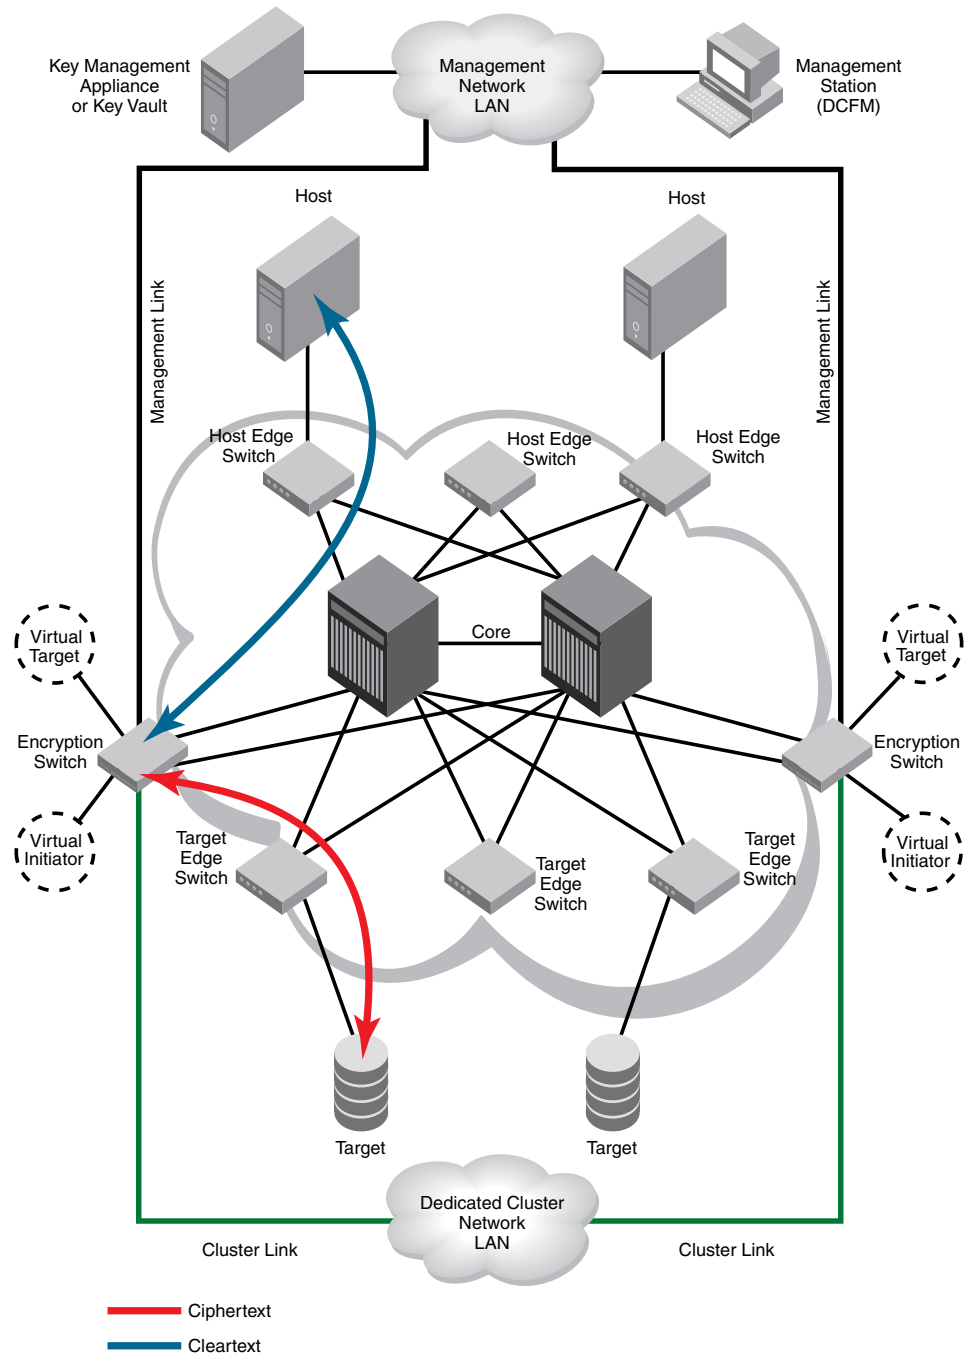 Key Management
Appliance
or Key Vault
Management
Network
LAN
Management
Station
(DCFM)
Host
Host
Management Link
Management Link
Host Edge
Switch
Host Edge
Switch
Host Edge
Switch
Core
Virtual
Target
Virtual
Target
Encryption
Switch
Encryption
Switch
Virtual
Initiator
Virtual
Initiator
Target
Edge
Switch
Target
Edge
Switch
Target
Edge
Switch
Target
Target
Dedicated Cluster
Network
LAN
Cluster Link
Cluster Link
Ciphertext
Cleartext